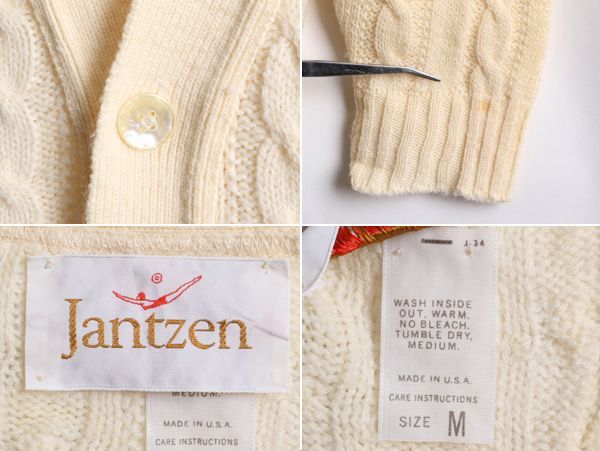 ®
Jantzen
MEDIUM.
MADE IN U.S.A.
CARE INSTRUCTIONS
J-34
WASH INSIDE
OUT. WARM.
NO BLEACH.
TUMBLE DRY,
MEDIUM.
MADE IN U.S.A.
CARE INSTRUCTIONS
SIZE M